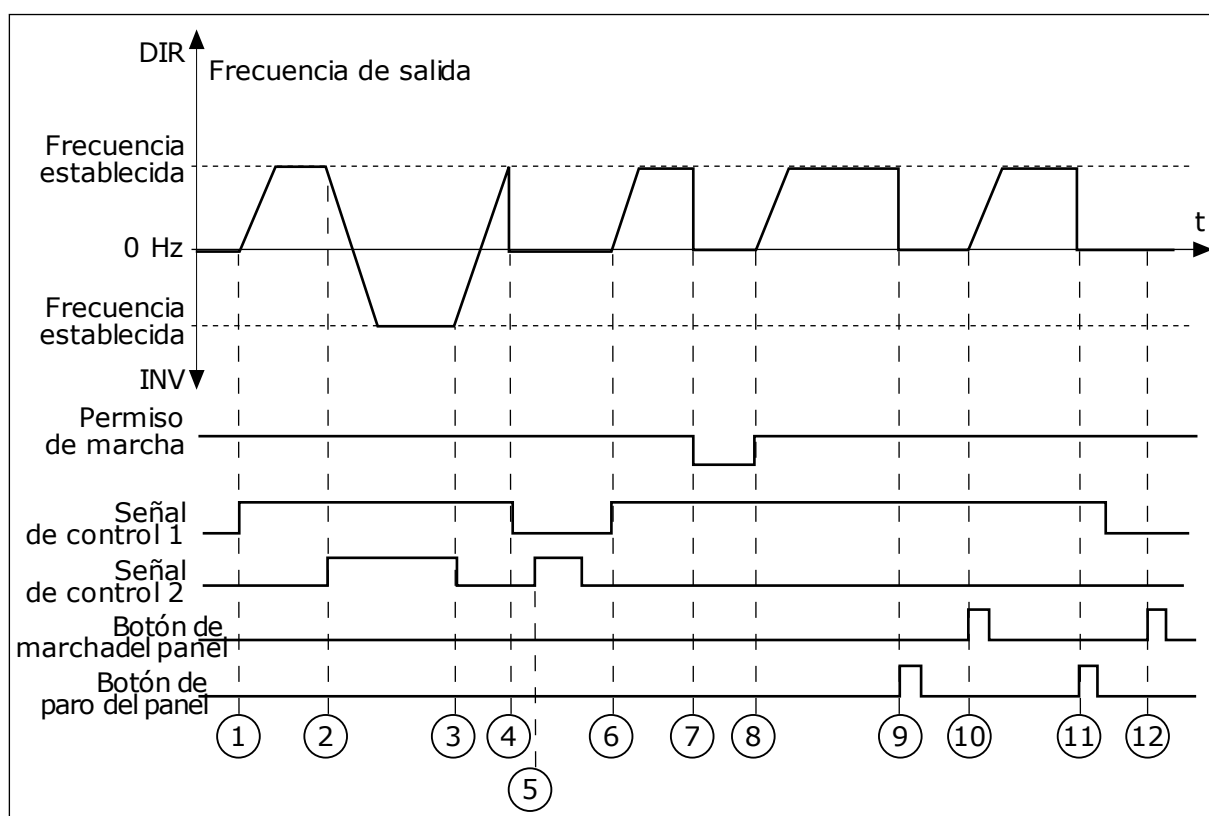 DIR
Frecuencia de salida
Frecuencia
establecida
t
0 Hz
Frecuencia
establecida
INV
Permiso
de marcha
Señal
de control 1
Señal
de control 2
Botón de
marchadel panel
Botón de
paro del panel
1 2 3 4 6 7 8 9 10 11 12
5